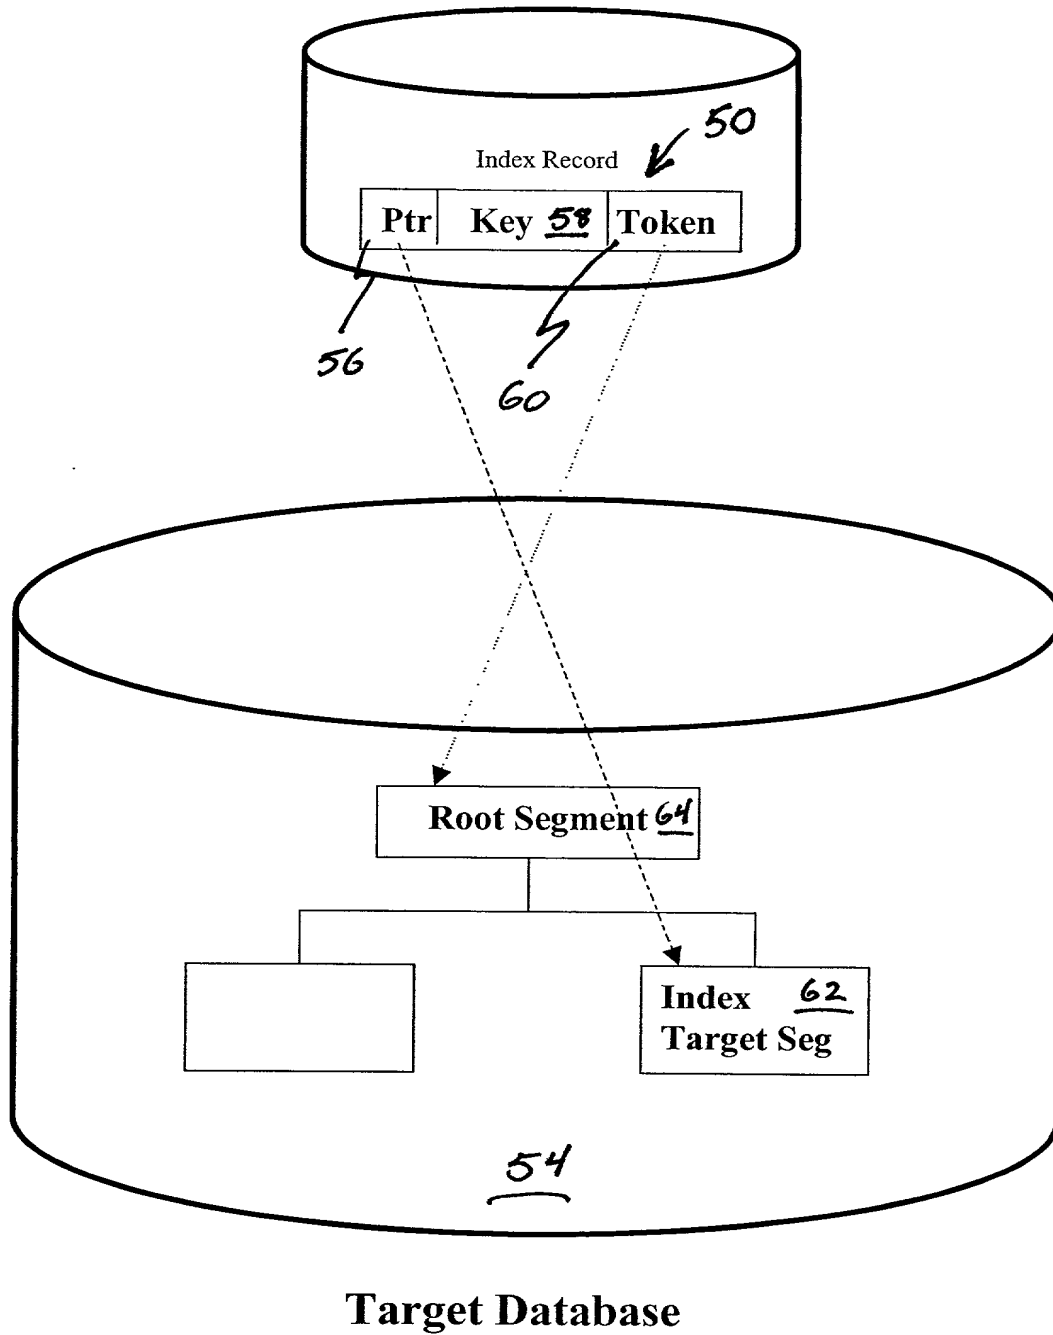 50
Index Record
Ptr Key 58 Token
56
60
Root Segment 64
Index 62
Target Seg
54
Target Database